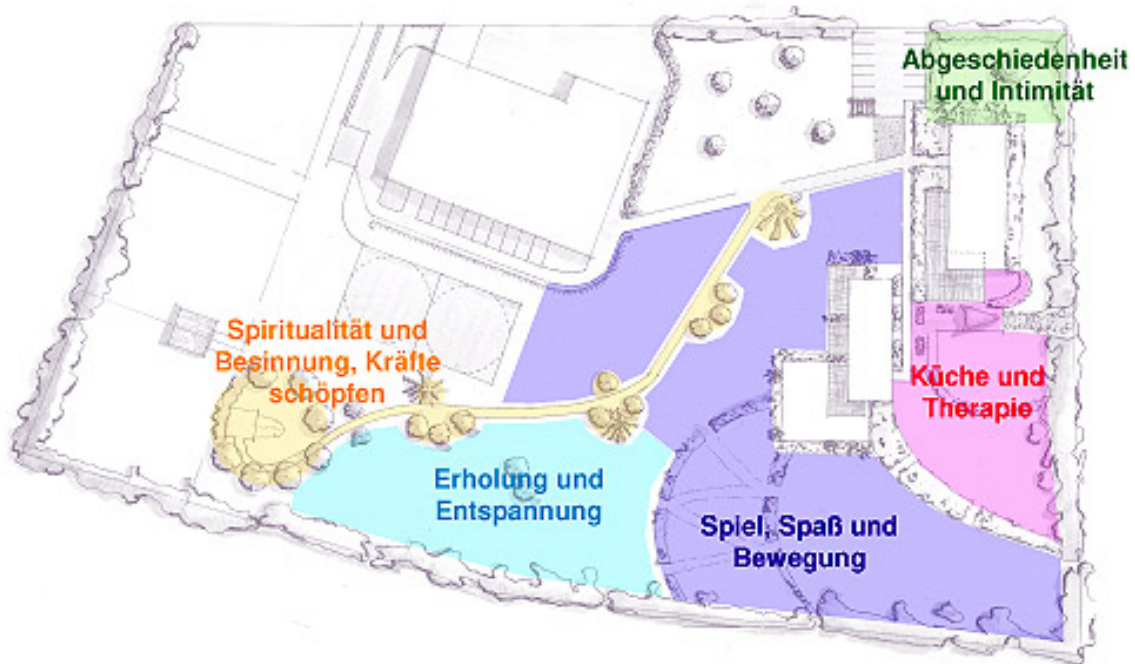 Abgeschiedenheit
und Intimität
Spiritualität und
Besinnung, Kräfte
schöpfen
Küche und
Therapie
Erholung und
Entspannung
Spiel, Spaß und
Bewegung